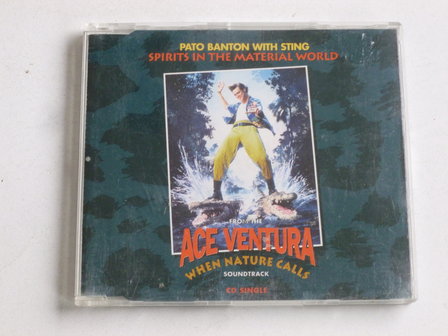 PATO BANTON WITH STING
SPIRITS IN THE MATERIAL WORLD
FROM THE
ACE VENTURA
WHEN NATURE CALLS
SOUNDTRACK
CD SINGLE